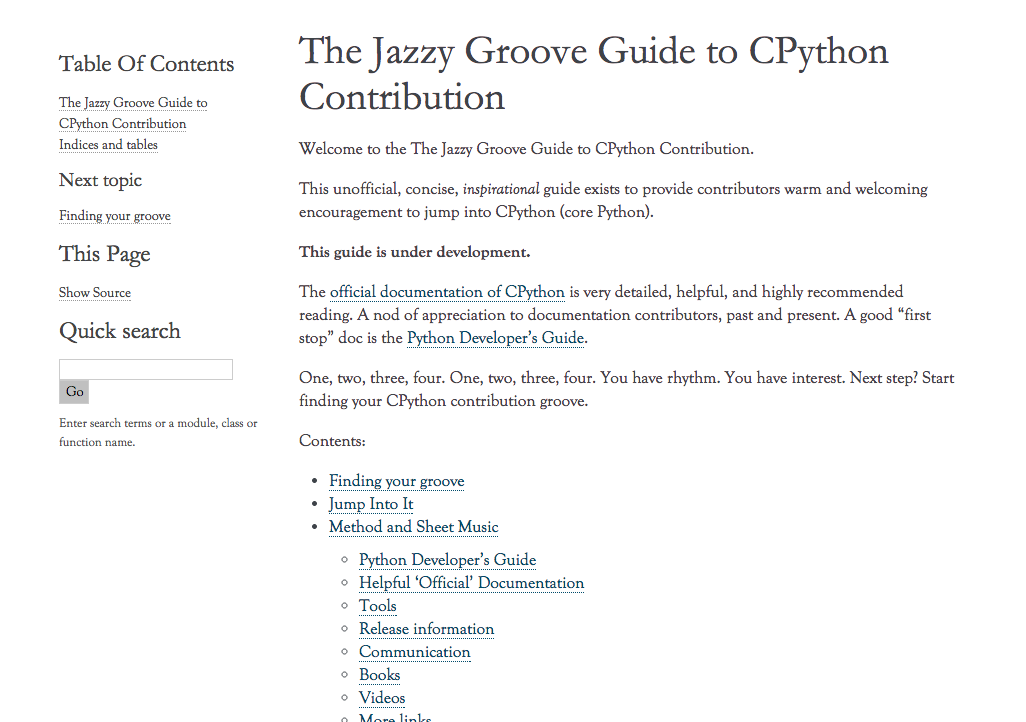 Table Of Contents
The Jazzy Groove Guide to
CPython Contribution
Indices and tables
Next topic
Finding your groove
This Page
Show Source
Quick search
Go
Enter search terms or a module, class or
function name.
The Jazzy Groove Guide to CPython
Contribution
Welcome to the The Jazzy Groove Guide to CPython Contribution.
This unofficial, concise, inspirational guide exists to provide contributors warm and welcoming
encouragement to jump into CPython (core Python).
This guide is under development.
The official documentation of CPython is very detailed, helpful, and highly recommended
reading. A nod of appreciation to documentation contributors, past and present. A good “first
stop” doc is the Python Developer’s Guide.
One, two, three, four. One, two, three, four. You have rhythm. You have interest. Next step? Start
finding your CPython contribution groove.
Contents:
Finding your groove
Jump Into It
Method and Sheet Music
Python Developer’s Guide
Helpful ‘Official’ Documentation
Tools
Release information
Communication
Books
Videos
More links